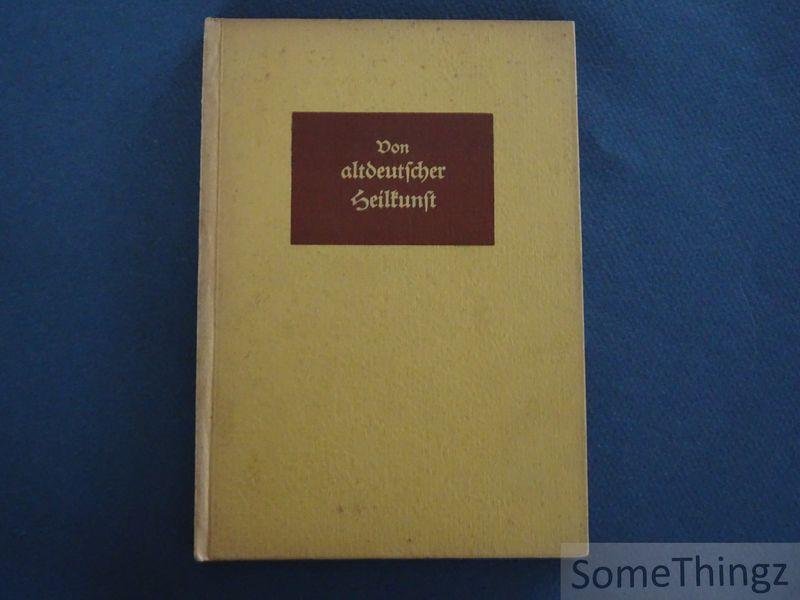 Von
altdeutſcher
Heilkunſt
SomeThingz